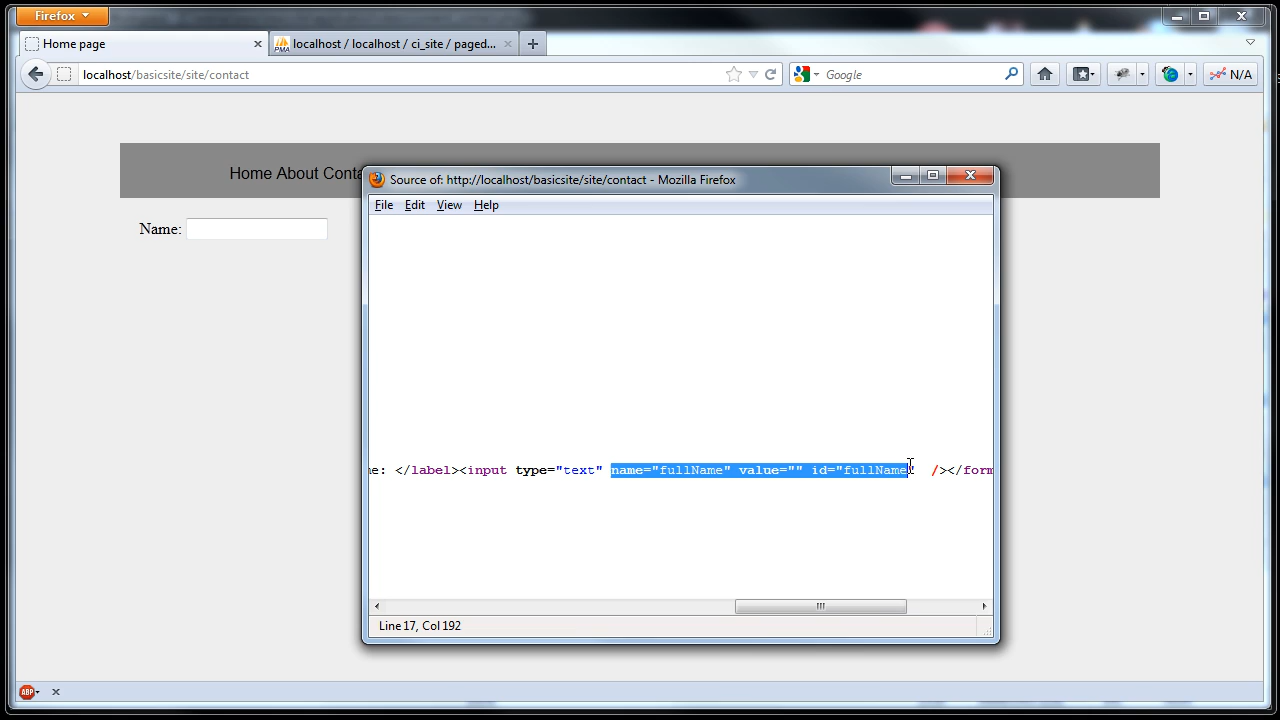 Firefox
Home page
localhost / localhost / ci_site / paged...
localhost/basicsite/site/contact
Google
N/A
Home About Conta
Source of: http://localhost/basicsite/site/contact - Mozilla Firefox
File Edit View Help
Name:
ne: </label><input type="text" name="fullName" value="" id="fullName" /></form
Line 17, Col 192
ABP